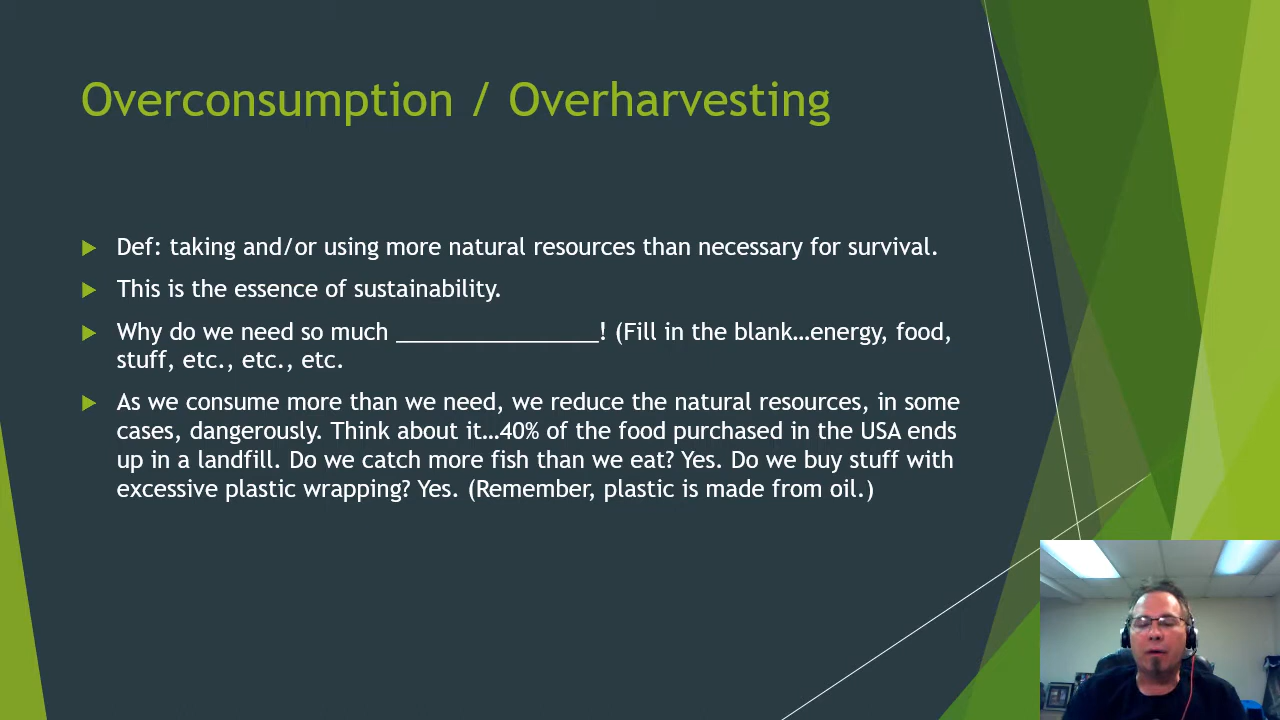 Overconsumption / Overharvesting
Def: taking and/or using more natural resources than necessary for survival.
This is the essence of sustainability.
Why do we need so much ________________! (Fill in the blank…energy, food,
stuff, etc., etc., etc.
As we consume more than we need, we reduce the natural resources, in some
cases, dangerously. Think about it…40% of the food purchased in the USA ends
up in a landfill. Do we catch more fish than we eat? Yes. Do we buy stuff with
excessive plastic wrapping? Yes. (Remember, plastic is made from oil.)